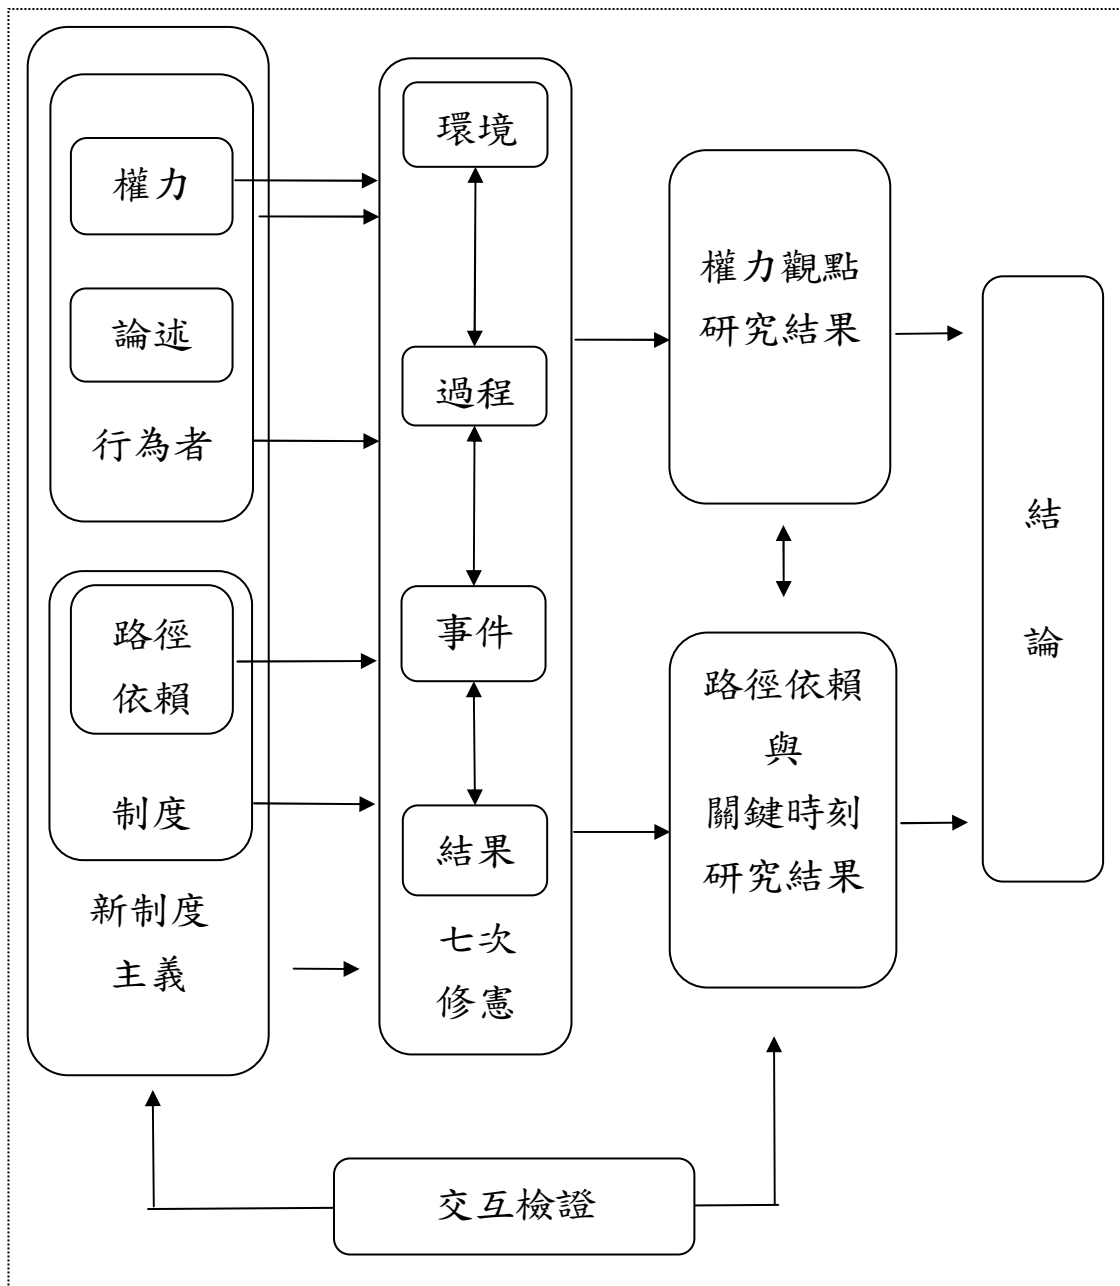 權力
論述
行為者
路徑
依賴
制度
新制度
主義
環境
過程
事件
結果
七次
修憲
權力觀點
研究結果
路徑依賴
與
關鍵時刻
研究結果
結
論
交互檢證